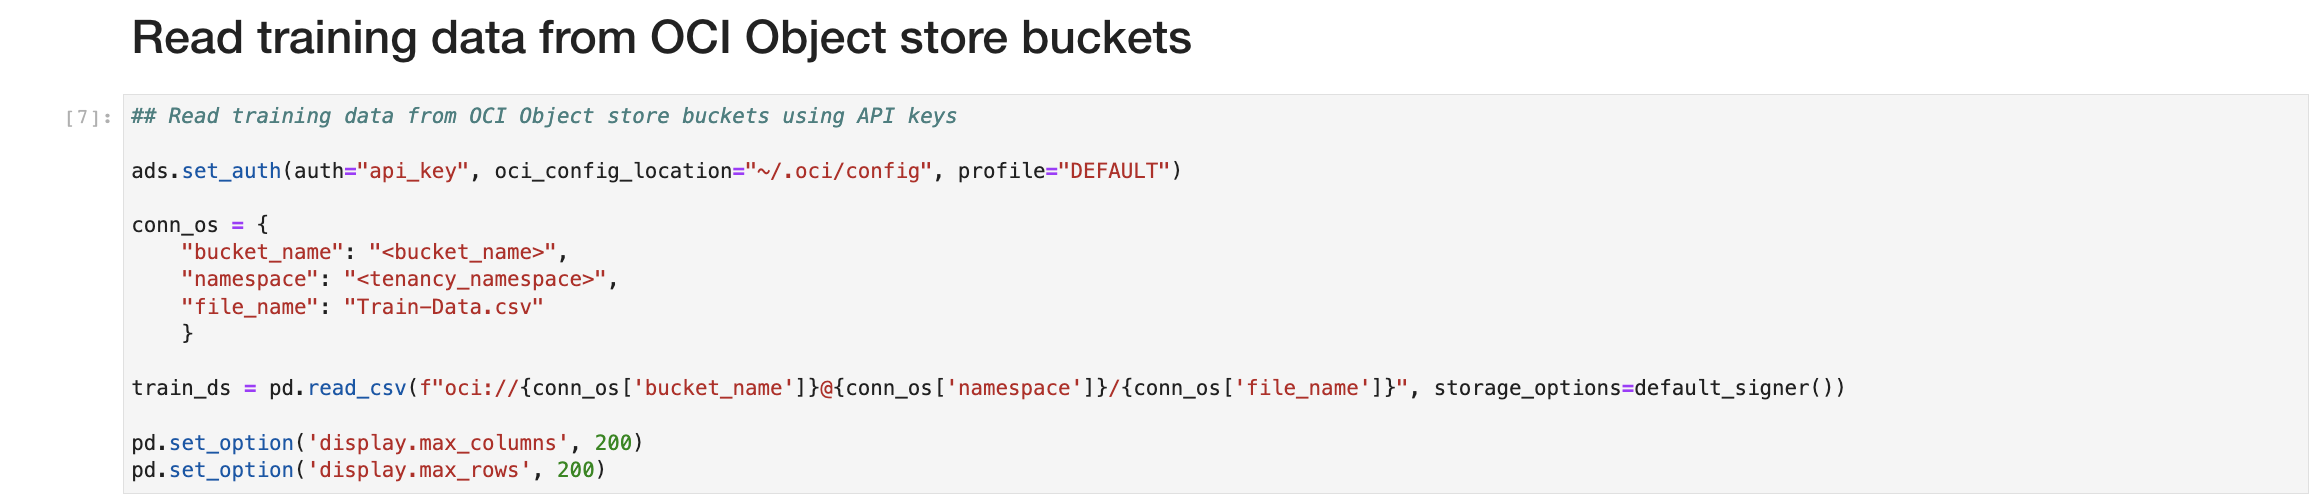 Read training data from OCI Object store buckets
[7]:
## Read training data from OCI Object store buckets using API keys
ads.set_auth(auth="api_key", oci_config_location="~/.oci/config", profile="DEFAULT")
conn_os = {
    "bucket_name": "<bucket_name>",
    "namespace": "<tenancy_namespace>",
    "file_name": "Train-Data.csv"
    }
train_ds = pd.read_csv(f"oci://{conn_os['bucket_name']}@{conn_os['namespace']}/{conn_os['file_name']}", storage_options=default_signer())
pd.set_option('display.max_columns', 200)
pd.set_option('display.max_rows', 200)